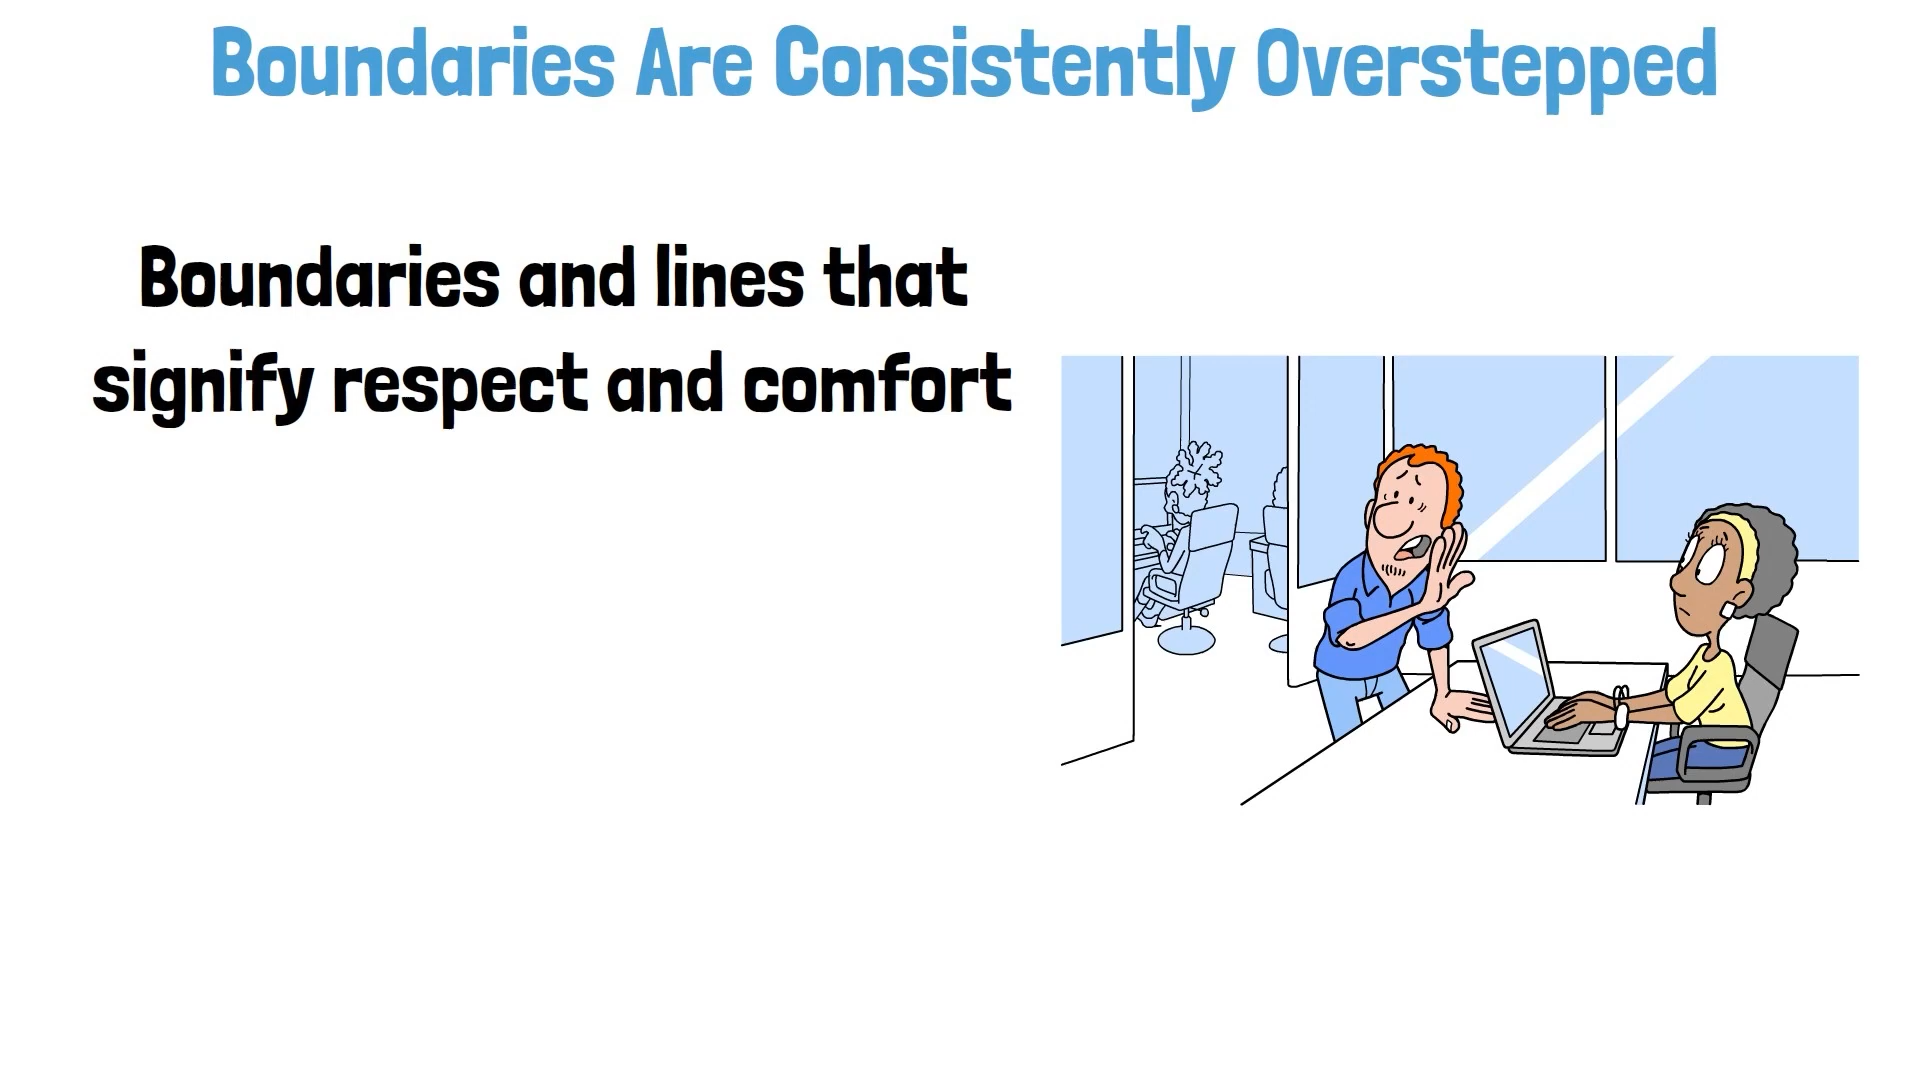 Boundaries Are Consistently Overstepped
Boundaries and lines that
signify respect and comfort